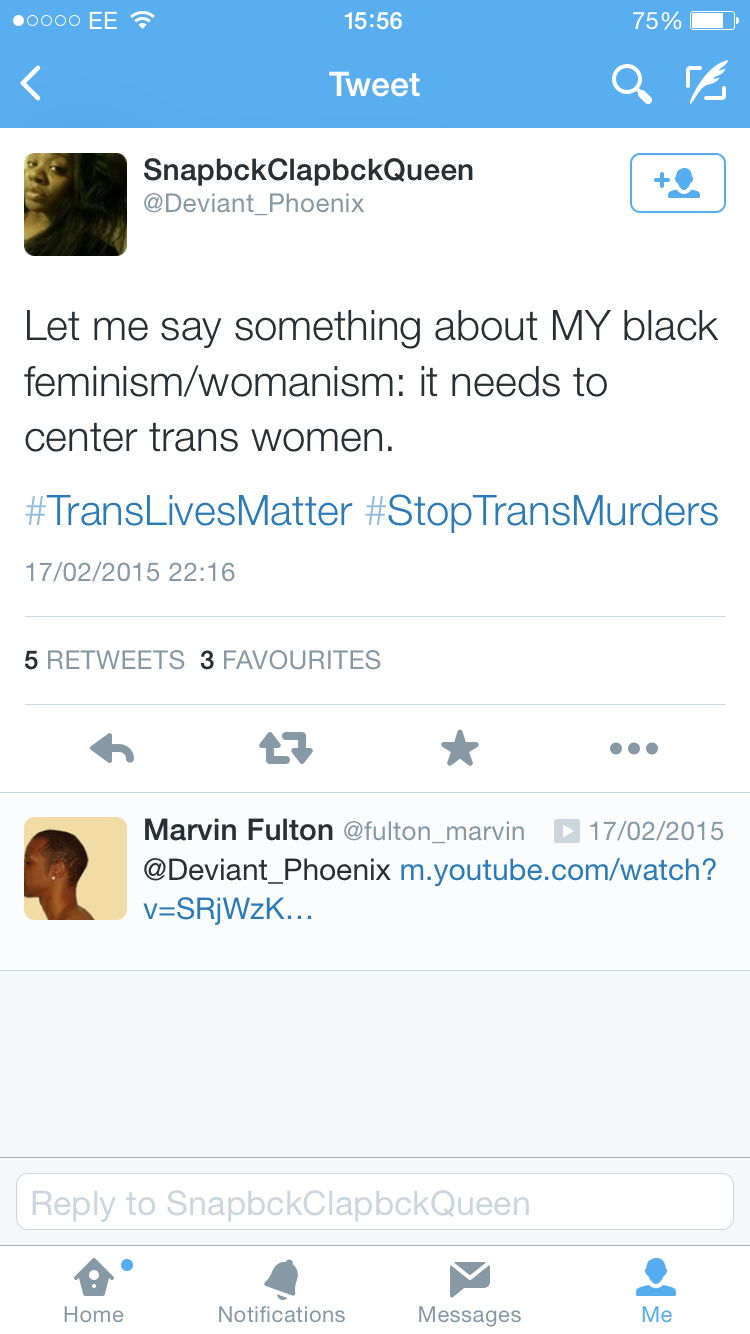 EE 15:56 75%
Tweet
SnapbckClapbckQueen
@Deviant_Phoenix
Let me say something about MY black
feminism/womanism: it needs to
center trans women.
#TransLivesMatter #StopTransMurders
17/02/2015 22:16
5 RETWEETS 3 FAVOURITES
Marvin Fulton @fulton_marvin 17/02/2015
@Deviant_Phoenix m.youtube.com/watch?
v=SRjWzK...
Reply to SnapbckClapbckQueen
Home Notifications Messages Me